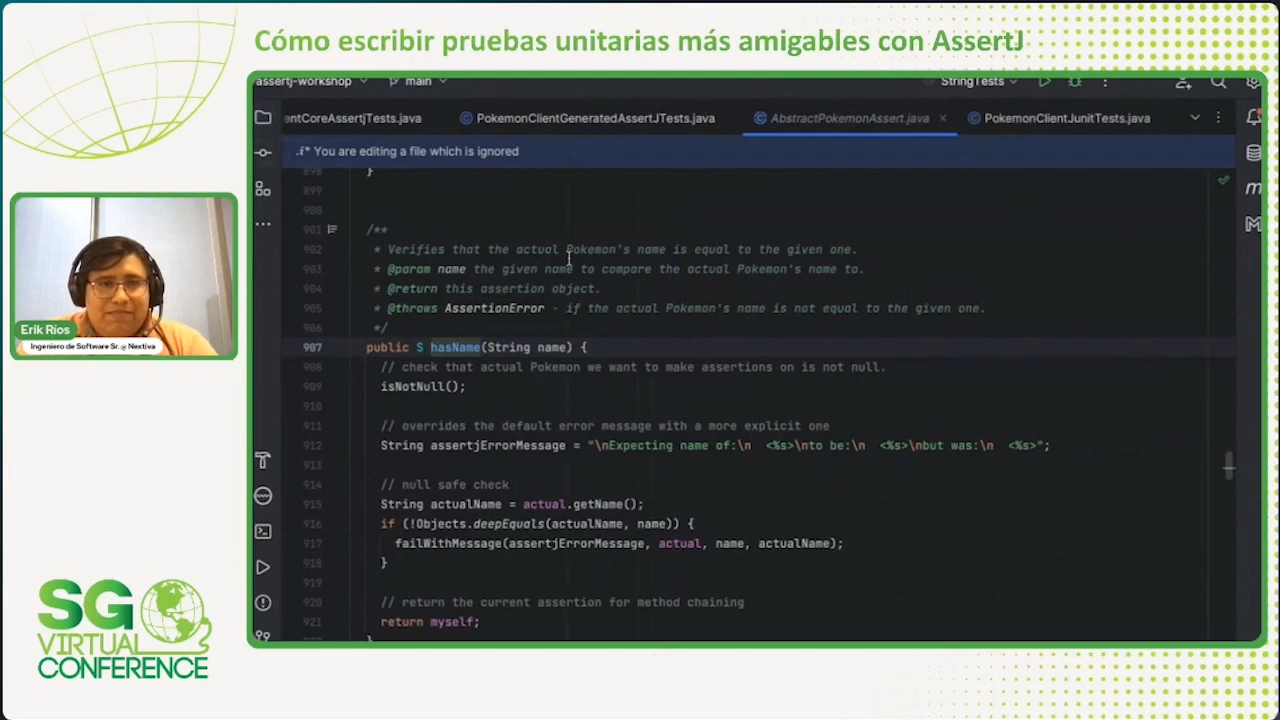 Cómo escribir pruebas unitarias más amigables con AssertJ
assertj-workshop main StringTests
entCoreAssertjTests.java PokemonClientGeneratedAssertJTests.java AbstractPokemonAssert.java × PokemonClientJunitTests.java
.i* You are editing a file which is ignored
898 }
899
900
901 /**
902 * Verifies that the actual Pokemon's name is equal to the given one.
903 * @param name the given name to compare the actual Pokemon's name to.
904 * @return this assertion object.
905 * @throws AssertionError - if the actual Pokemon's name is not equal to the given one.
906 */
907 public S hasName(String name) {
908 // check that actual Pokemon we want to make assertions on is not null.
909 isNotNull();
910
911 // overrides the default error message with a more explicit one
912 String assertjErrorMessage = "\nExpecting name of:\n  <%s>\nto be:\n  <%s>\nbut was:\n  <%s>";
913
914 // null safe check
915 String actualName = actual.getName();
916 if (!Objects.deepEquals(actualName, name)) {
917 failWithMessage(assertjErrorMessage, actual, name, actualName);
918 }
919
920 // return the current assertion for method chaining
921 return myself;
Erik Ríos
Ingeniero de Software Sr. @ Nextiva
SG
VIRTUAL
CONFERENCE